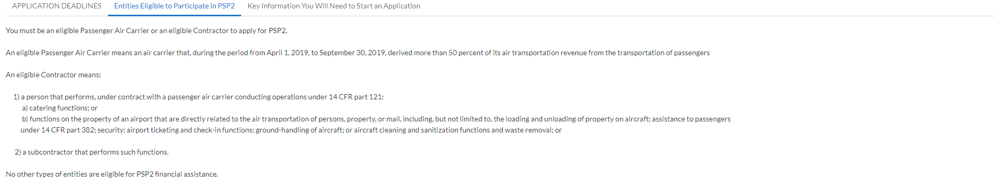 APPLICATION DEADLINES Entities Eligible to Participate in PSP2 Key Information You Will Need to Start an Application
You must be an eligible Passenger Air Carrier or an eligible Contractor to apply for PSP2.
An eligible Passenger Air Carrier means an air carrier that, during the period from April 1, 2019, to September 30, 2019, derived more than 50 percent of its air transportation revenue from the transportation of passengers
An eligible Contractor means:
1) a person that performs, under contract with a passenger air carrier conducting operations under 14 CFR part 121:
a) catering functions; or
b) functions on the property of an airport that are directly related to the air transportation of persons, property, or mail, including, but not limited to, the loading and unloading of property on aircraft; assistance to passengers
under 14 CFR part 382; security; airport ticketing and check-in functions; ground-handling of aircraft; or aircraft cleaning and sanitization functions and waste removal; or
2) a subcontractor that performs such functions.
No other types of entities are eligible for PSP2 financial assistance.